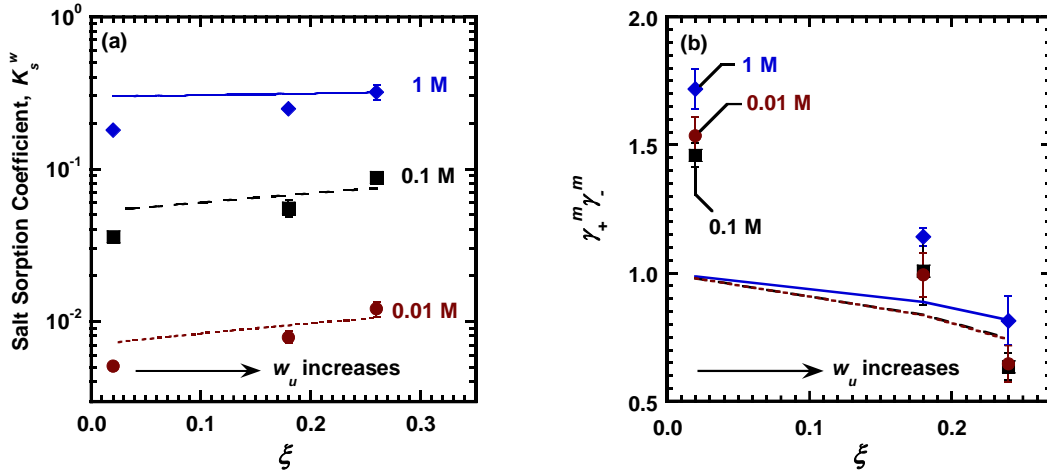 (a)
Salt Sorption Coefficient, K_s^w
10^0
10^-1
10^-2
1 M
0.1 M
0.01 M
w_u increases
0.0 0.1 0.2 0.3
ξ
(b)
γ_+^m γ_-^m
2.0
1.5
1.0
0.5
1 M
0.01 M
0.1 M
w_u increases
0.0 0.1 0.2
ξ